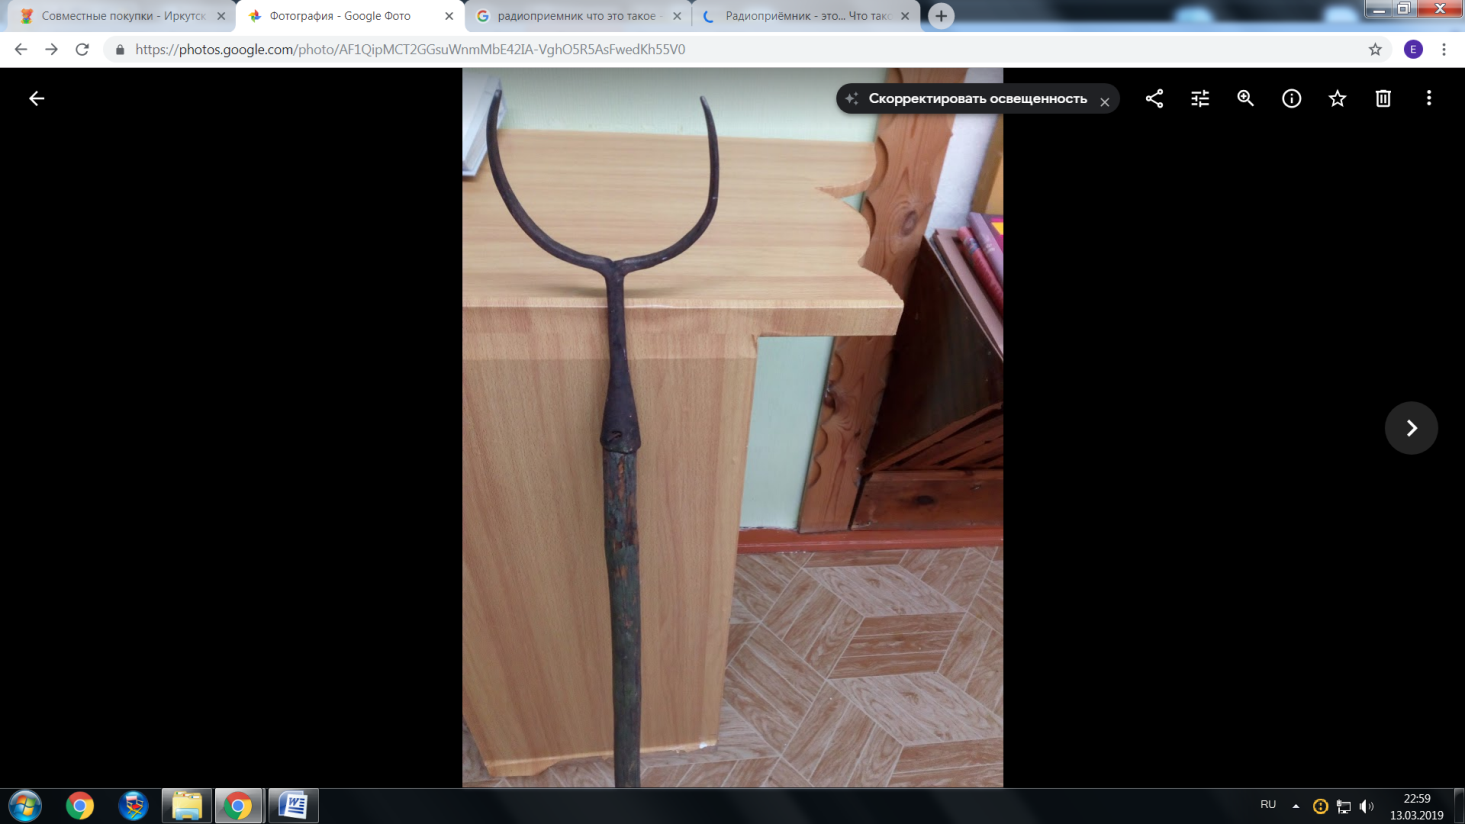 Совместные покупки - Иркутск
Фотография - Google Фото
радиоприемник что это такое -
Радиоприёмник - это... Что тако
https://photos.google.com/photo/AF1QipMCT2GGsuWnmMbE42IA-VghO5R5AsFwedKh55V0
E
Скорректировать освещенность
RU
22:59
13.03.2019